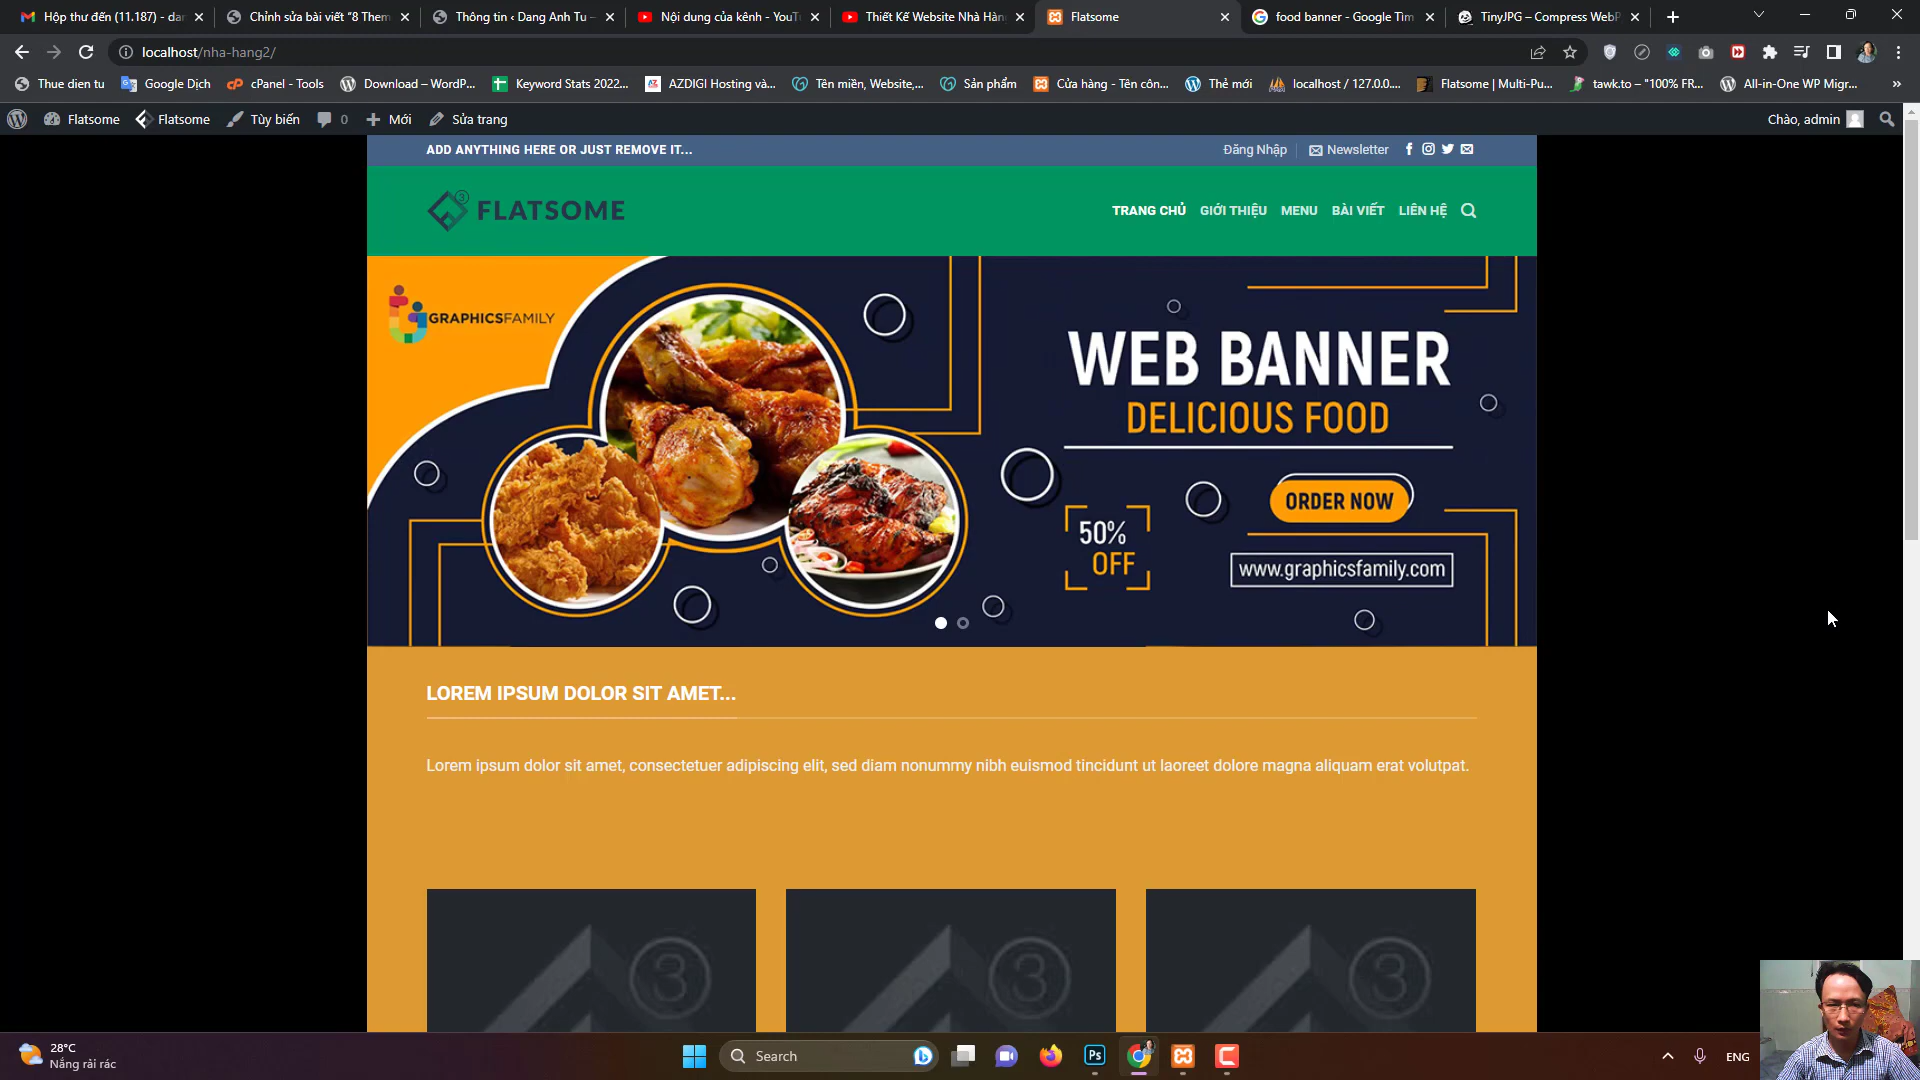 Hộp thư đến (11.187) - dar
Chỉnh sửa bài viết "8 Them
Thông tin ‹ Dang Anh Tu –
Nội dung của kênh - YouT
Thiết Kế Website Nhà Hàn
Flatsome
food banner - Google Tìm
TinyJPG – Compress WebP
localhost/nha-hang2/
Thue dien tu
Google Dịch
cPanel - Tools
Download – WordP...
Keyword Stats 2022...
AZDIGI Hosting và...
Tên miền, Website,...
Sản phẩm
Cửa hàng - Tên côn...
Thẻ mới
localhost / 127.0.0....
Flatsome | Multi-Pu...
tawk.to – "100% FR...
All-in-One WP Migr...
»
Flatsome
Flatsome
Tùy biến
0
Mới
Sửa trang
Chào, admin
ADD ANYTHING HERE OR JUST REMOVE IT...
Đăng Nhập
Newsletter
3
FLATSOME
TRANG CHỦ
GIỚI THIỆU
MENU
BÀI VIẾT
LIÊN HỆ
GRAPHICSFAMILY
WEB BANNER
DELICIOUS FOOD
ORDER NOW
50%
OFF
www.graphicsfamily.com
LOREM IPSUM DOLOR SIT AMET...
Lorem ipsum dolor sit amet, consectetuer adipiscing elit, sed diam nonummy nibh euismod tincidunt ut laoreet dolore magna aliquam erat volutpat.
3
3
3
28°C
Nắng rải rác
Search
Ps
ENG